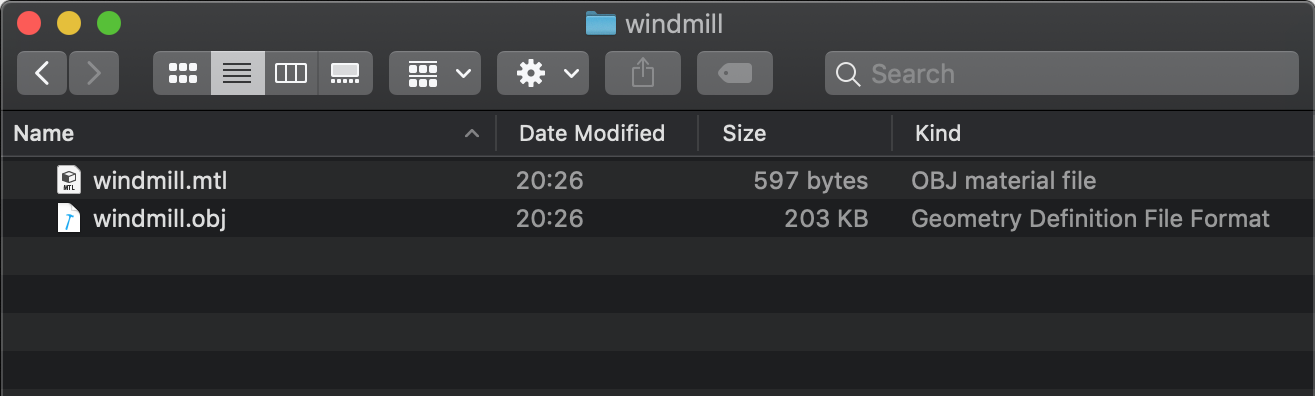 windmill
Search
Name Date Modified Size Kind
MTL windmill.mtl 20:26 597 bytes OBJ material file
windmill.obj 20:26 203 KB Geometry Definition File Format